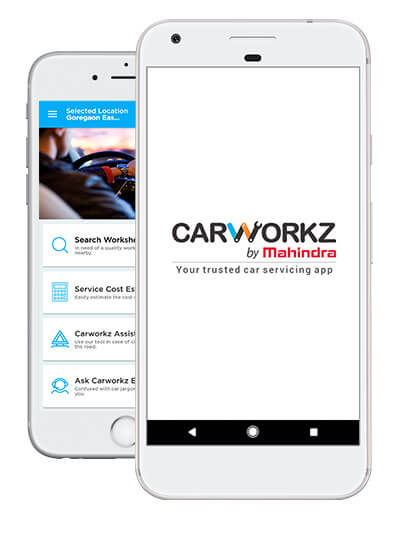 Selected Location
Goregaon Eas...
Search Worksho
In need of a quality work
nearby.
Service Cost Es
Easily estimate the cost
Carworkz Assist
Use our tool in case of
the road.
Ask Carworkz E
Confused with car jargon
you.
CARWORKZ
by Mahindra
Your trusted car servicing app